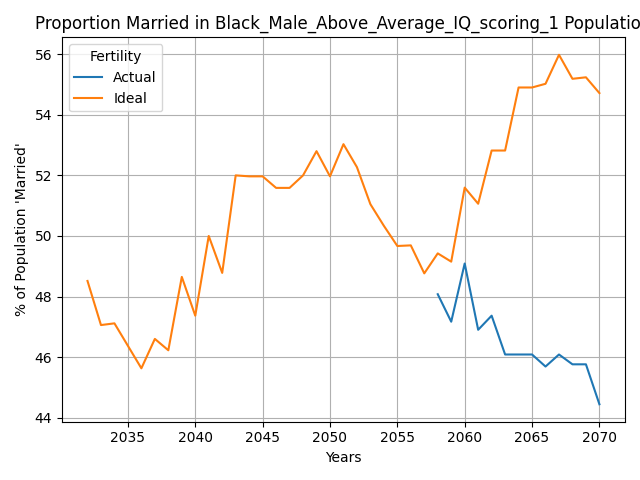 Proportion Married in Black_Male_Above_Average_IQ_scoring_1 Populatio
Fertility
Actual
Ideal
% of Population 'Married'
56
54
52
50
48
46
44
2035 2040 2045 2050 2055 2060 2065 2070
Years